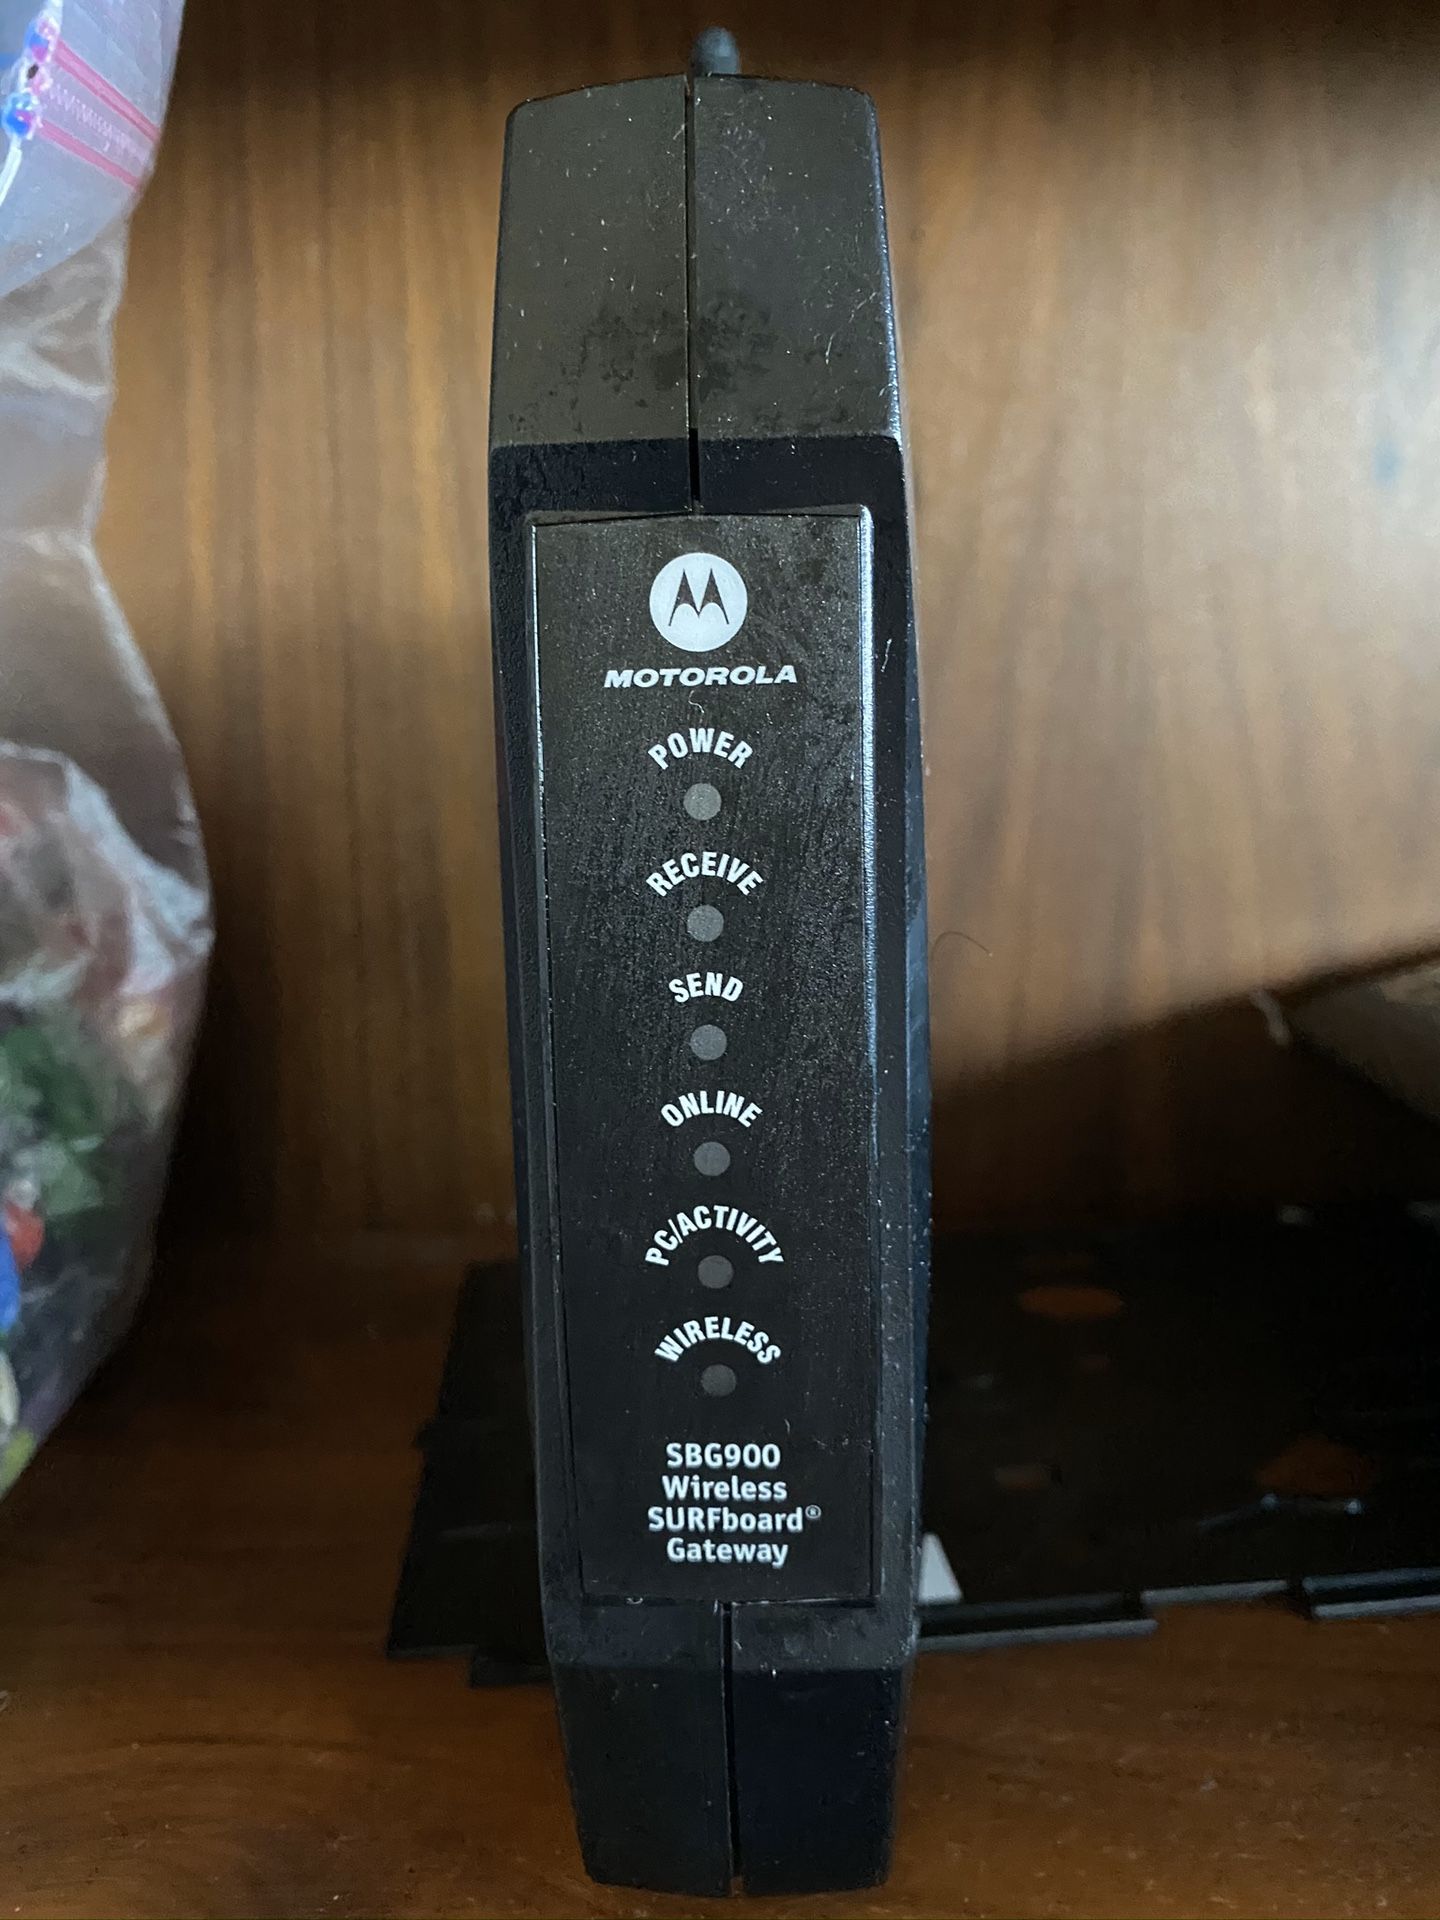 MOTOROLA
POWER
RECEIVE
SEND
ONLINE
PC/ACTIVITY
WIRELESS
SBG900
Wireless
SURFboard®
Gateway